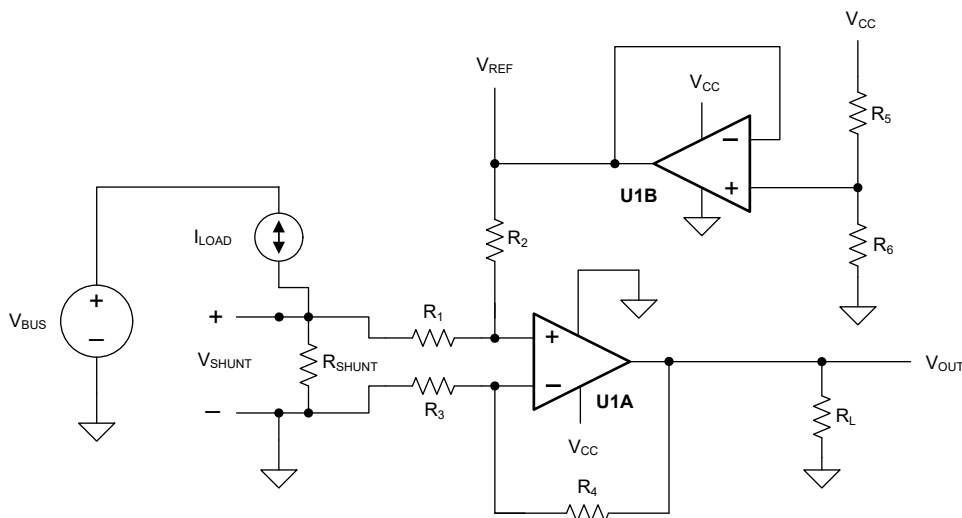 VCC
VREF
VCC
R5
−
+
U1B
R2
R6
ILOAD
+
−
VBUS
R1
+
VSHUNT
RSHUNT
−
+
−
U1A
VOUT
R3
VCC
RL
R4